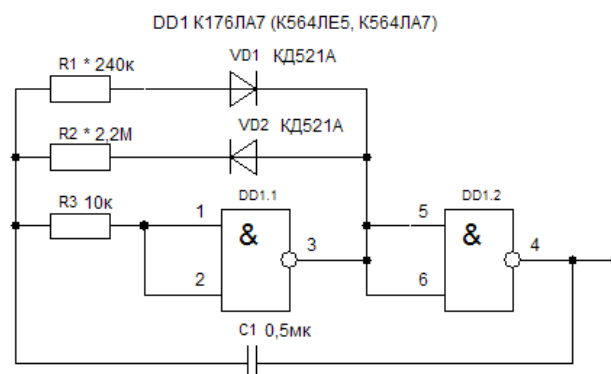 DD1 К176ЛА7 (К564ЛЕ5, К564ЛА7)
R1 * 240к
VD1 КД521А
R2 * 2,2М
VD2 КД521А
R3 10к
DD1.1
DD1.2
1
&
3
5
&
4
2
6
C1 0,5мк